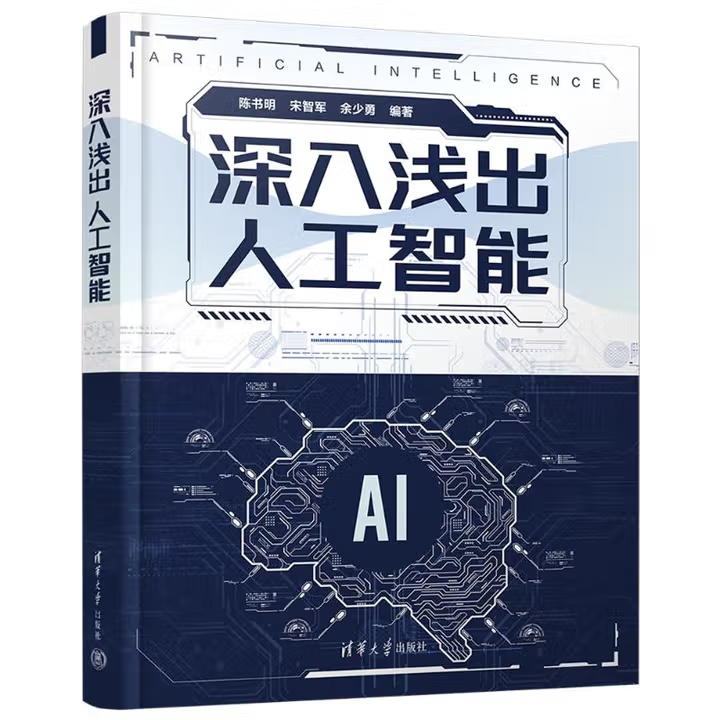 ARTIFICIAL INTELLIGENCE
陈书明 宋智军 余少勇 编著
深入浅出
人工智能
AI
清华大学出版社
深入浅出 人工智能
清华大学出版社